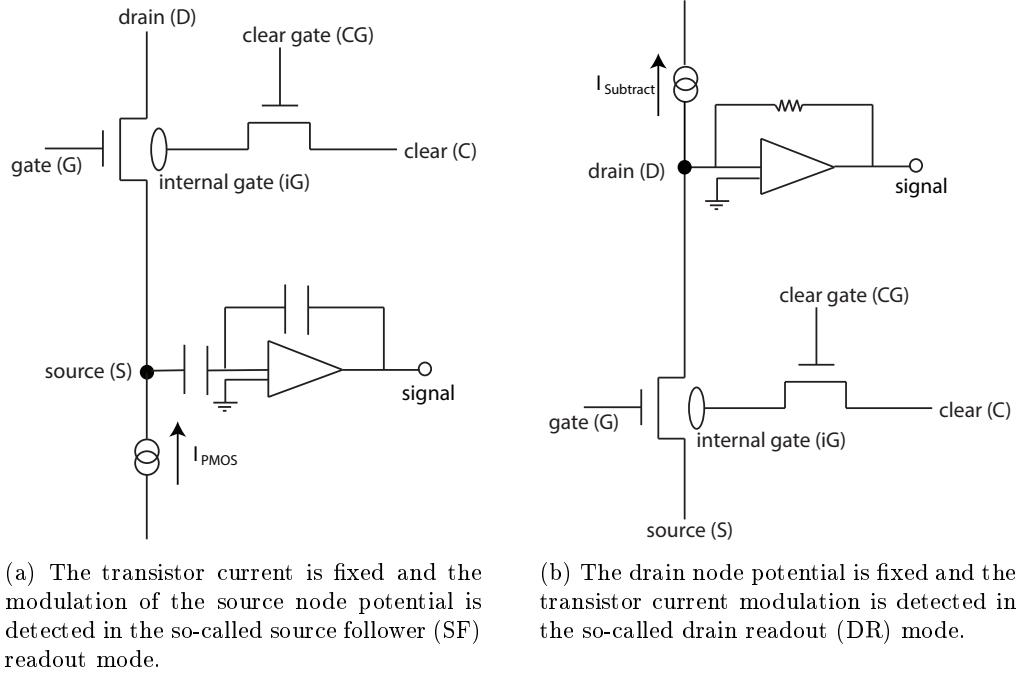 drain (D)
clear gate (CG)
gate (G)
clear (C)
internal gate (iG)
source (S)
signal
I PMOS
(a) The transistor current is fixed and the
modulation of the source node potential is
detected in the so-called source follower (SF)
readout mode.
I Subtract
drain (D)
signal
clear gate (CG)
gate (G)
clear (C)
internal gate (iG)
source (S)
(b) The drain node potential is fixed and the
transistor current modulation is detected in
the so-called drain readout (DR) mode.